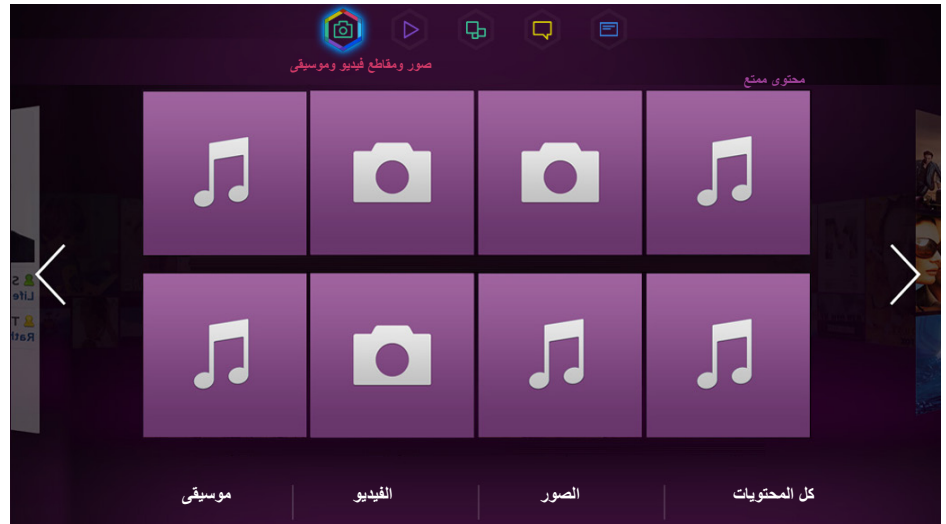 صور ومقاطع فيديو وموسيقى
محتوى ممتع
كل المحتويات
الصور
الفيديو
موسيقى